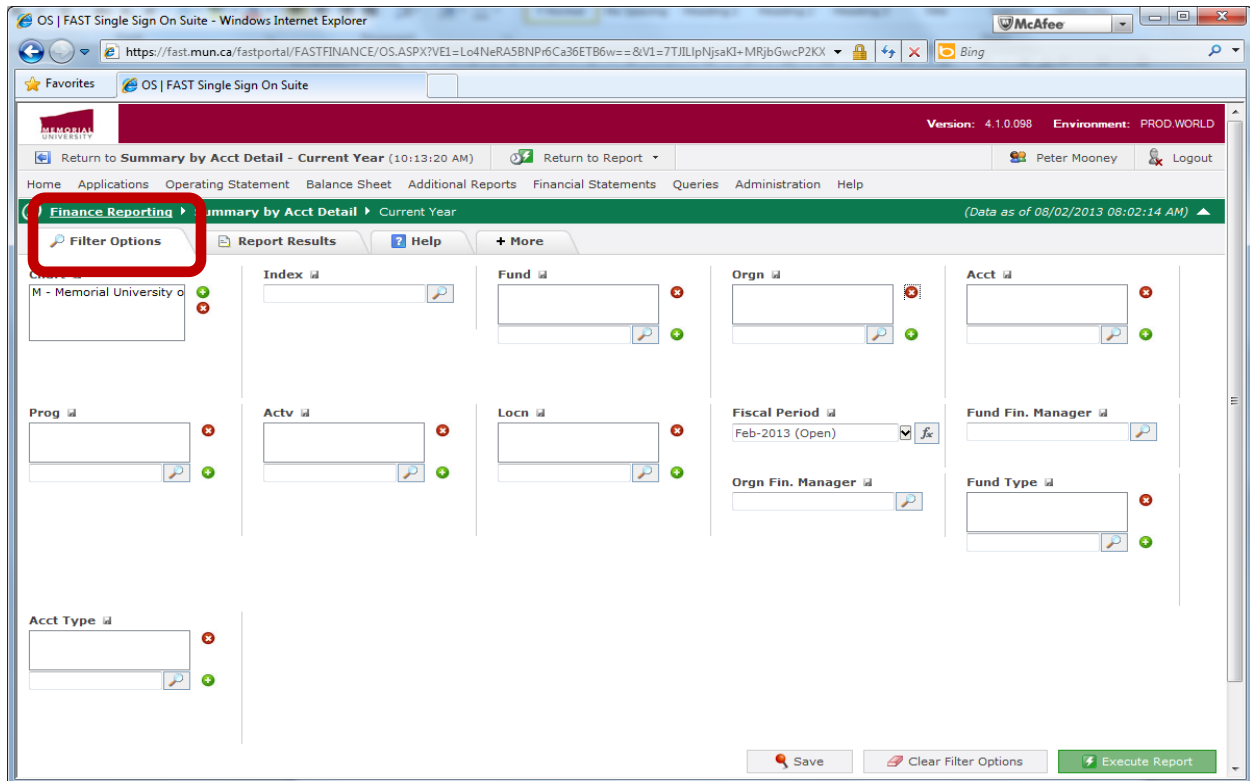 OS | FAST Single Sign On Suite - Windows Internet Explorer
McAfee
https://fast.mun.ca/fastportal/FASTFINANCE/OS.ASPX?VE1=Lo4NeRA5BNPr6Ca36ETB6w==&V1=7TJILIpNjsaKI+MRjbGwcP2KX
Bing
Favorites OS | FAST Single Sign On Suite
MEMORIAL
UNIVERSITY
Version: 4.1.0.098 Environment: PROD.WORLD
Return to Summary by Acct Detail - Current Year (10:13:20 AM) Return to Report Peter Mooney Logout
Home Applications Operating Statement Balance Sheet Additional Reports Financial Statements Queries Administration Help
Finance Reporting Summary by Acct Detail Current Year (Data as of 08/02/2013 08:02:14 AM)
Filter Options Report Results ? Help + More
Chart Index Fund Orgn Acct
M - Memorial University o
Prog Actv Locn Fiscal Period Fund Fin. Manager
Feb-2013 (Open) fx
Orgn Fin. Manager Fund Type
Acct Type
Save Clear Filter Options Execute Report